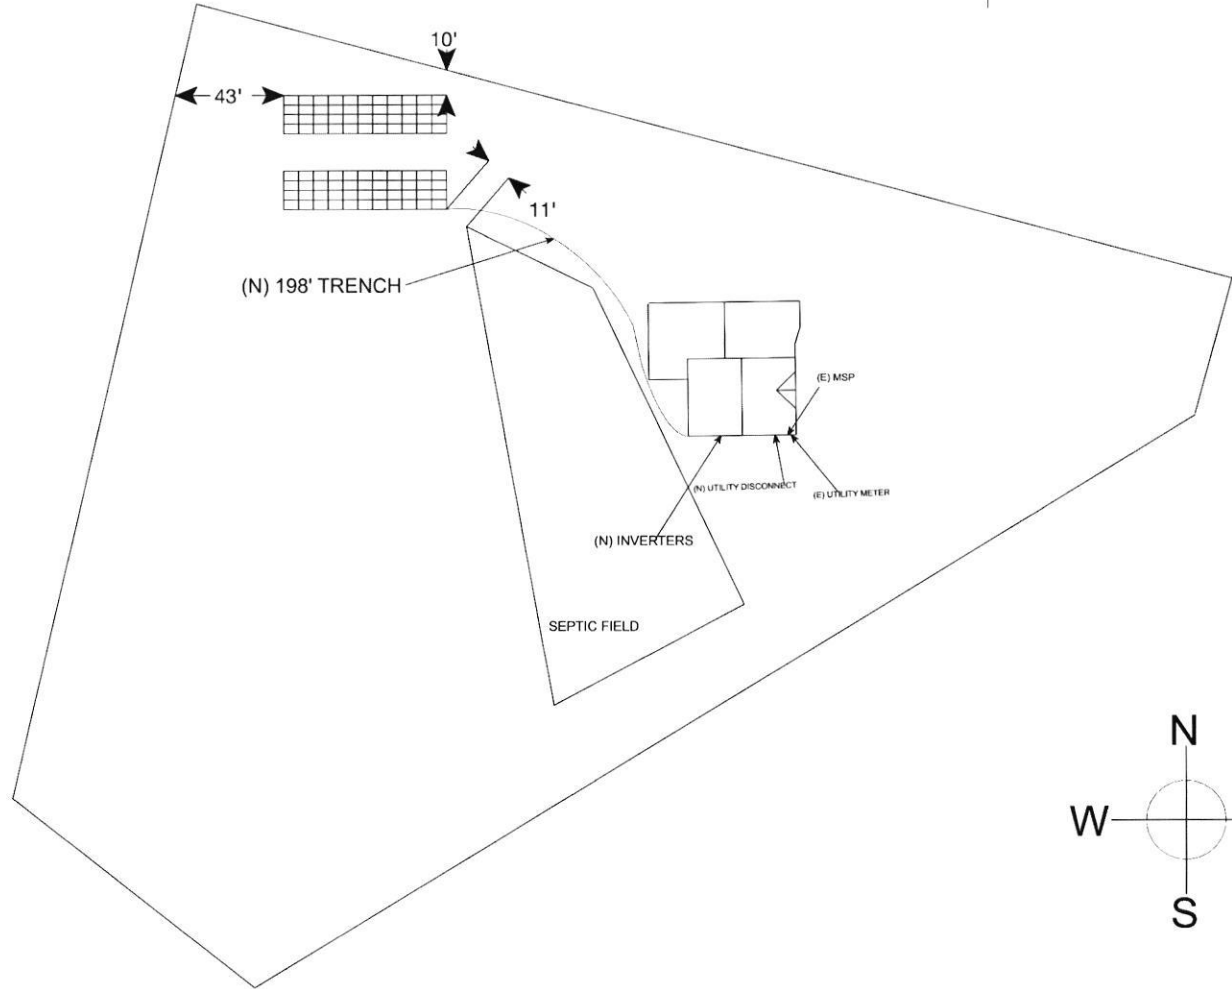 10'
43'
11'
(N) 198' TRENCH
(E) MSP
(N) UTILITY DISCONNECT
(E) UTILITY METER
(N) INVERTERS
SEPTIC FIELD
N
W
S